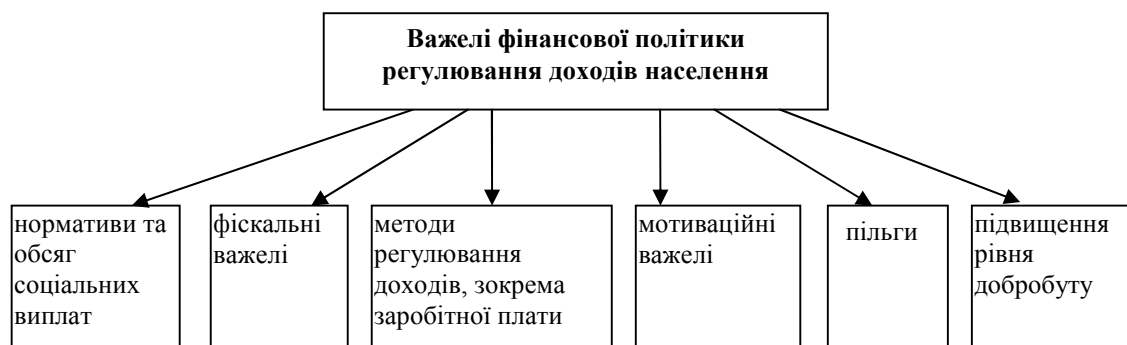 Важелі фінансової політики
регулювання доходів населення
нормативи та
обсяг
соціальних
виплат
фіскальні
важелі
методи
регулювання
доходів, зокрема
заробітної плати
мотиваційні
важелі
пільги
підвищення
рівня
добробуту